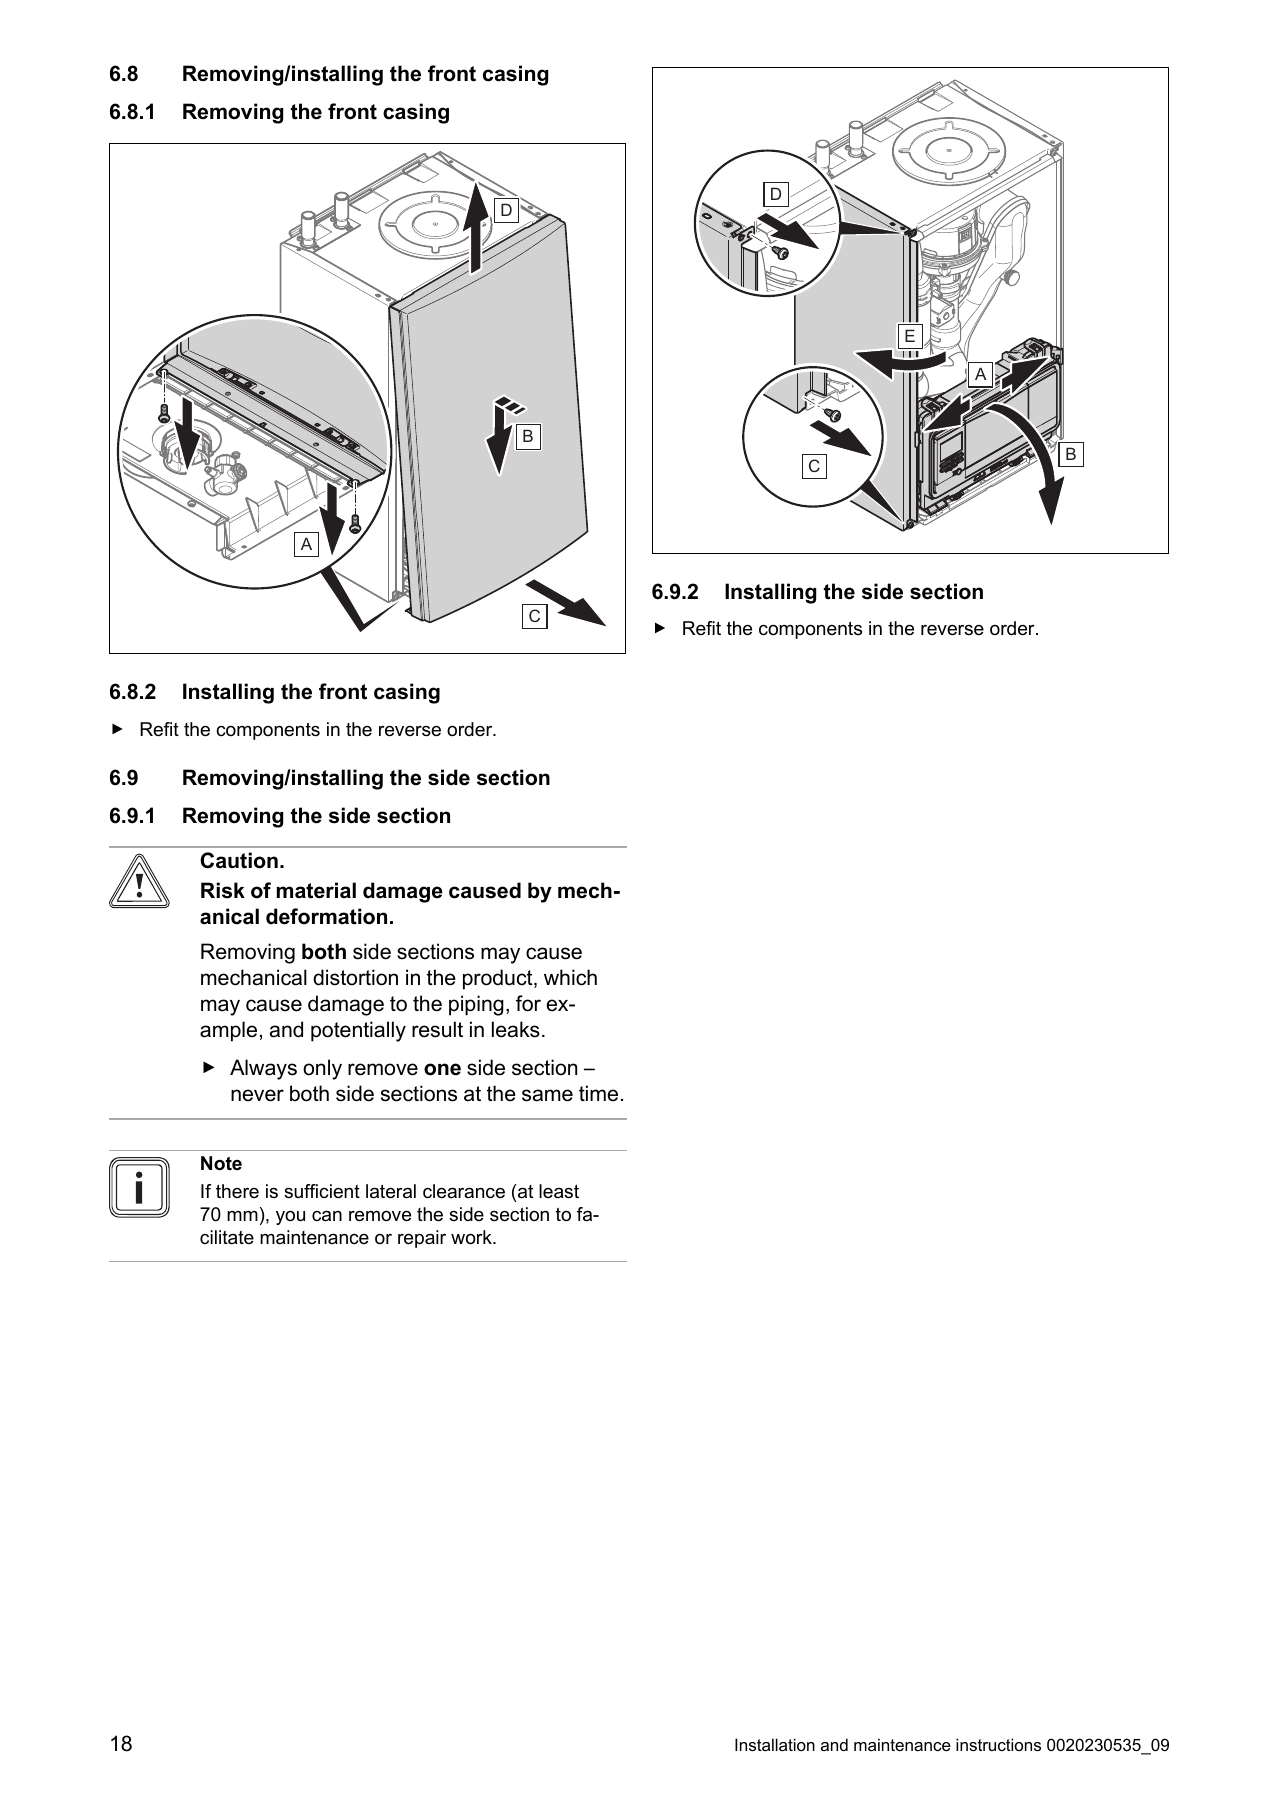 6.8 Removing/installing the front casing
6.8.1 Removing the front casing
D
B
A
C
6.8.2 Installing the front casing
► Refit the components in the reverse order.
6.9 Removing/installing the side section
6.9.1 Removing the side section
Caution.
Risk of material damage caused by mech-
anical deformation.
Removing both side sections may cause
mechanical distortion in the product, which
may cause damage to the piping, for ex-
ample, and potentially result in leaks.
► Always only remove one side section –
never both side sections at the same time.
Note
If there is sufficient lateral clearance (at least
70 mm), you can remove the side section to fa-
cilitate maintenance or repair work.
D
E
A
B
C
6.9.2 Installing the side section
► Refit the components in the reverse order.
18
Installation and maintenance instructions 0020230535_09